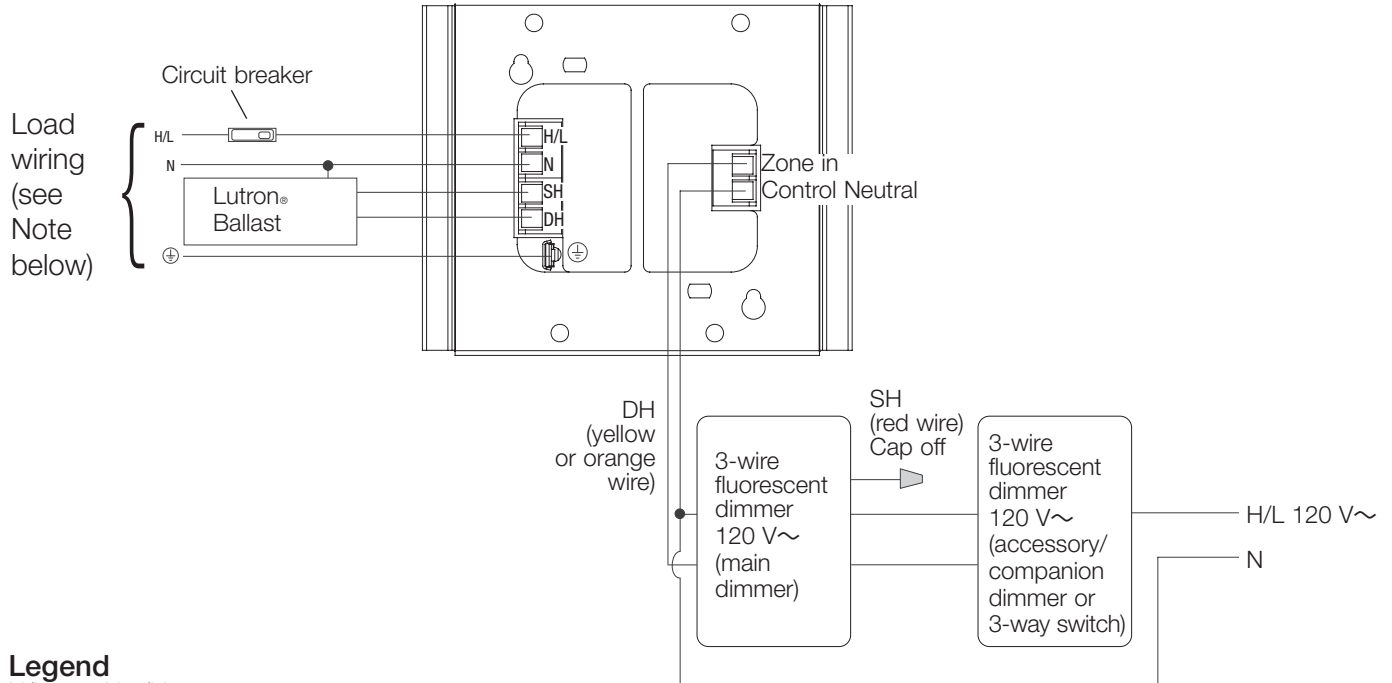 Circuit breaker
Load
wiring
(see
Note
below)
H/L
N
Lutron®
Ballast
H/L
N
SH
DH
Zone in
Control Neutral
DH
(yellow
or orange
wire)
SH
(red wire)
Cap off
3-wire
fluorescent
dimmer
120 V~
(main
dimmer)
3-wire
fluorescent
dimmer
120 V~
(accessory/
companion
dimmer or
3-way switch)
H/L 120 V~
N
Legend